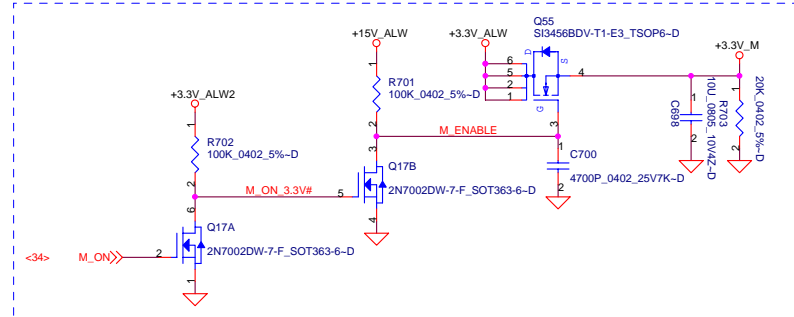 Q55
SI3456BDV-T1-E3_TSOP6~D
+15V_ALW
+3.3V_ALW
+3.3V_M
D
S
6
5
2
1
4
G
3
1
R701
100K_0402_5%~D
2
+3.3V_ALW2
1
R702
100K_0402_5%~D
2
M_ENABLE
1
C700
4700P_0402_25V7K~D
2
1
2
C698
10U_0805_10V4Z~D
1
2
R703
20K_0402_5%~D
3
Q17B
M_ON_3.3V#
5
2N7002DW-7-F_SOT363-6~D
4
6
Q17A
2N7002DW-7-F_SOT363-6~D
<34>
M_ON
2
1